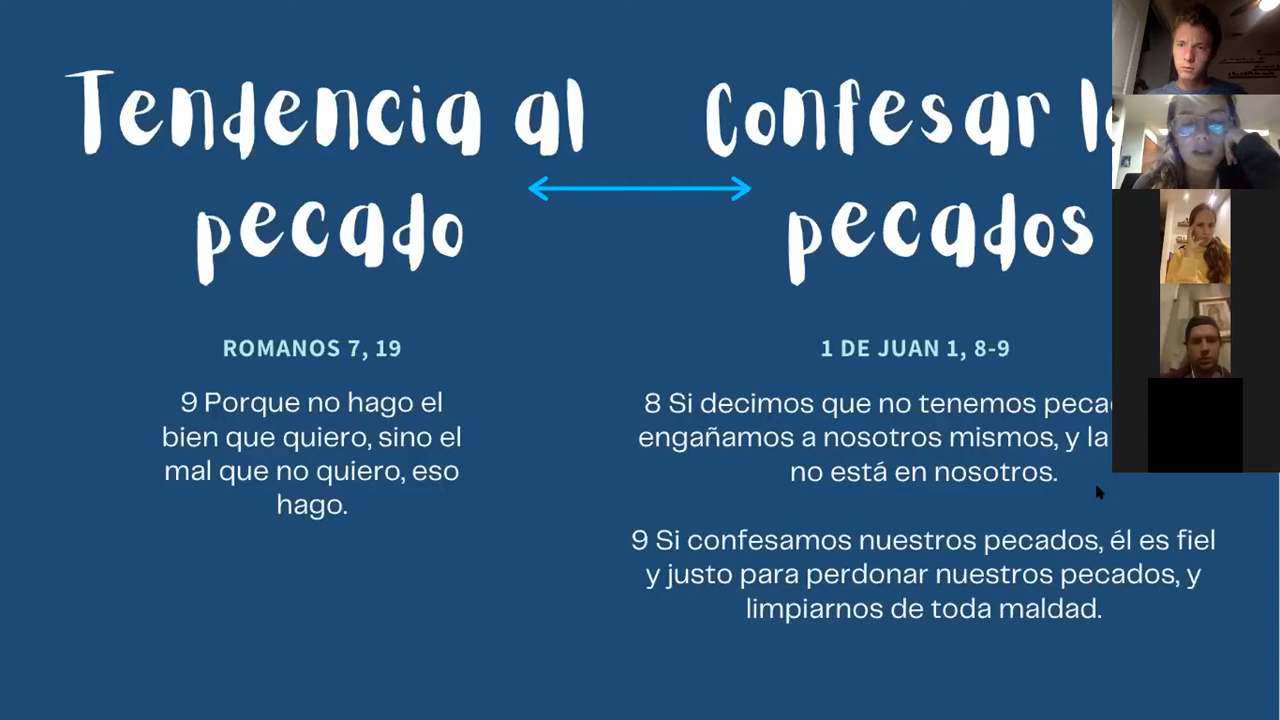 Tendencia al
pecado
Confesar
pecados
ROMANOS 7, 19
9 Porque no hago el
bien que quiero, sino el
mal que no quiero, eso
hago.
1 DE JUAN 1, 8-9
8 Si decimos que no tenemos
engañamos a nosotros mismos, y la
no está en nosotros.
9 Si confesamos nuestros pecados, él es fiel
y justo para perdonar nuestros pecados, y
limpiarnos de toda maldad.